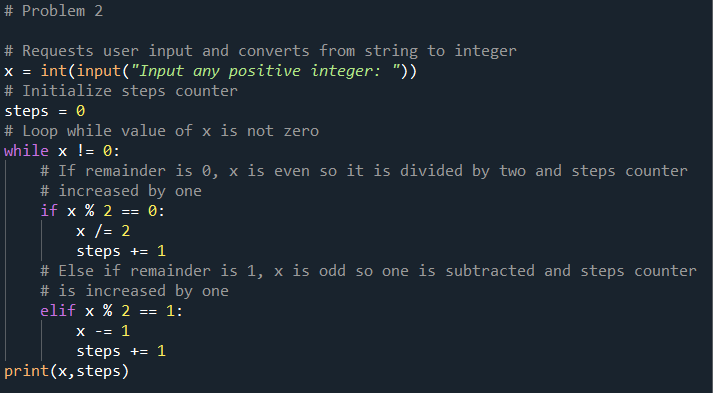 # Problem 2
# Requests user input and converts from string to integer
x = int(input("Input any positive integer: "))
# Initialize steps counter
steps = 0
# Loop while value of x is not zero
while x != 0:
    # If remainder is 0, x is even so it is divided by two and steps counter
    # increased by one
    if x % 2 == 0:
        x /= 2
        steps += 1
    # Else if remainder is 1, x is odd so one is subtracted and steps counter
    # is increased by one
    elif x % 2 == 1:
        x -= 1
        steps += 1
print(x,steps)